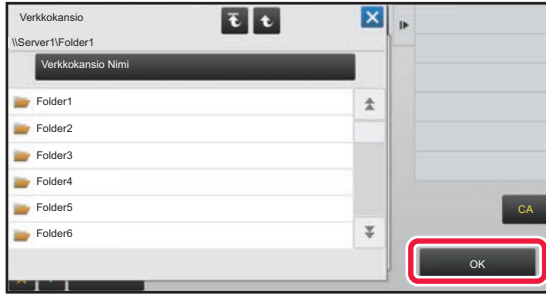 Verkkokansio
\\Server1\Folder1
Verkkokansio Nimi
Folder1
Folder2
Folder3
Folder4
Folder5
Folder6
CA
OK